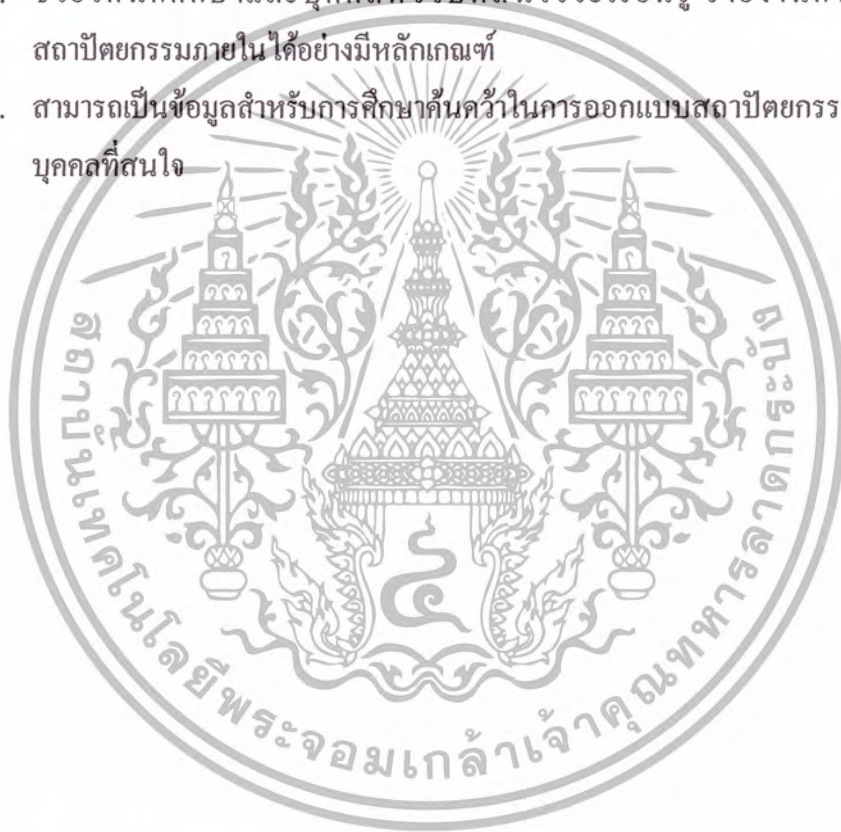 สถาปัตยกรรมภายในได้อย่างมีหลักเกณฑ์
สามารถเป็นข้อมูลสำหรับการศึกษาค้นคว้าในการออกแบบสถาปัตยกรร
บุคคลที่สนใจ
๔
สถาบันเทคโนโลยีพระจอมเกล้าเจ้าคุณทหารลาดกระบัง